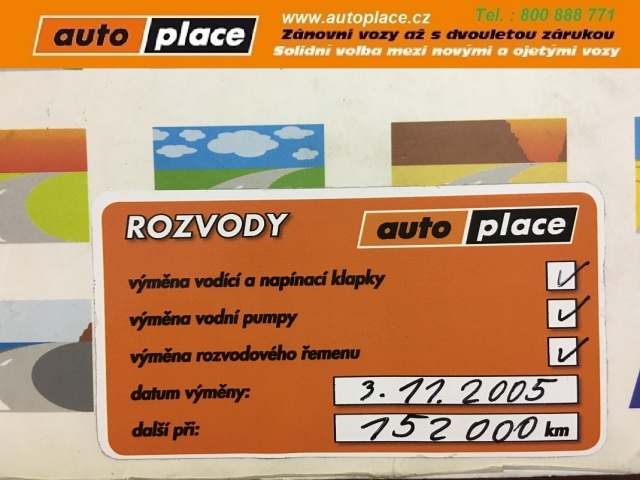 auto place
www.autoplace.cz
Tel. : 800 888 771
Zánovní vozy až s dvouletou zárukou
Solidní volba mezi novými a ojetými vozy
ROZVODY
auto place
výměna vodící a napínací klapky
výměna vodní pumpy
výměna rozvodového řemenu
datum výměny: 3.11.2005
další při: 152 000 km